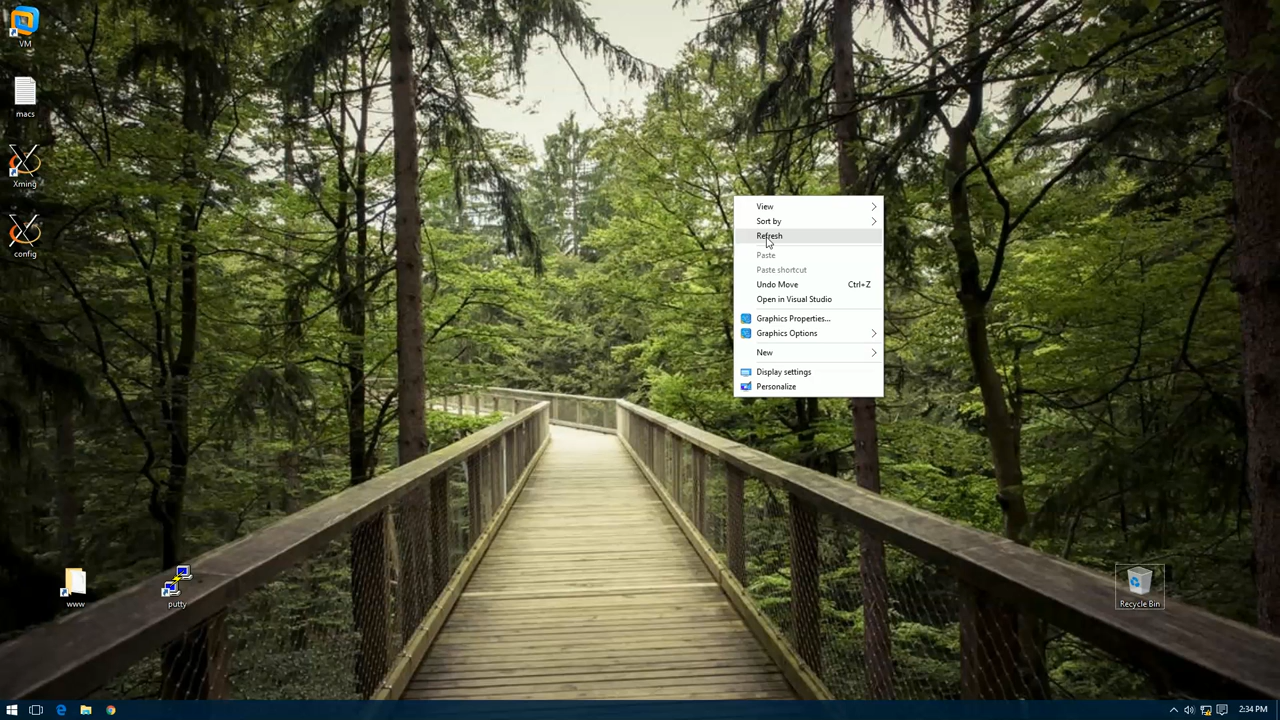 VM
macs
Xming
config
www
putty
View
Sort by
Refresh
Paste
Paste shortcut
Undo Move Ctrl+Z
Open in Visual Studio
Graphics Properties...
Graphics Options
New
Display settings
Personalize
Recycle Bin
2:34 PM